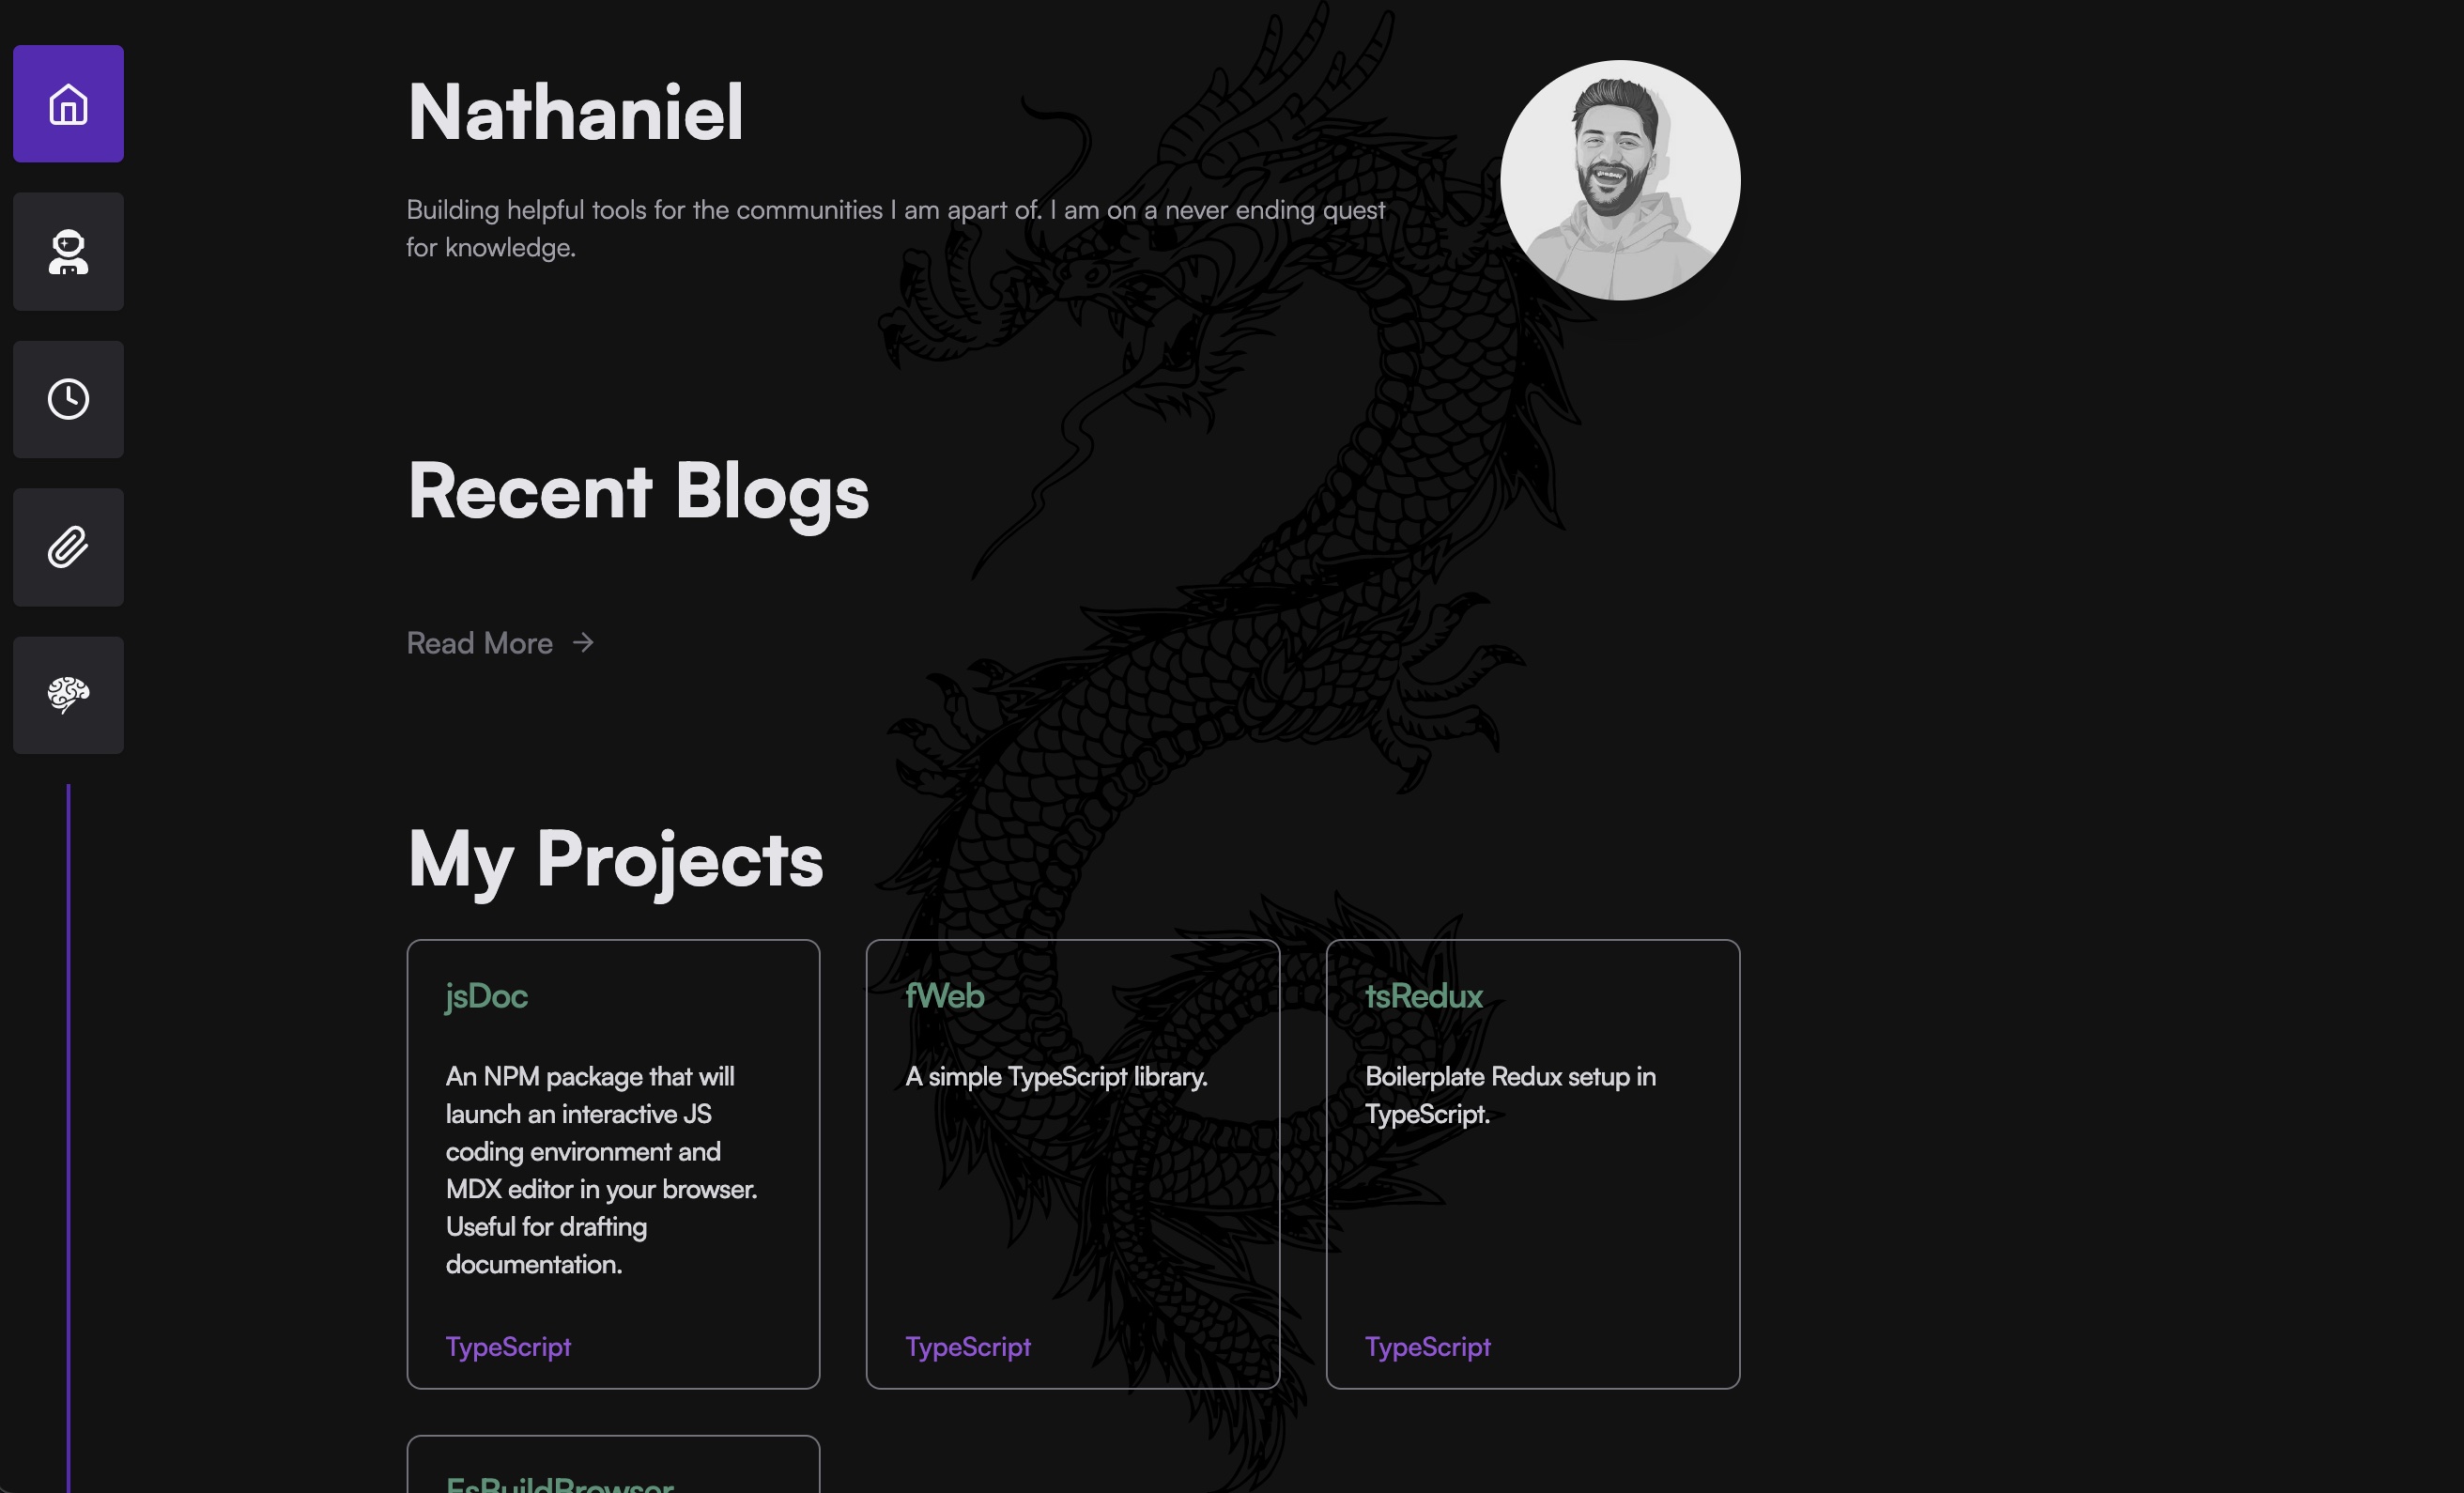 Nathaniel
Building helpful tools for the communities I am apart of. I am on a never ending quest
for knowledge.
Recent Blogs
Read More
My Projects
jsDoc
An NPM package that will
launch an interactive JS
coding environment and
MDX editor in your browser.
Useful for drafting
documentation.
TypeScript
fWeb
A simple TypeScript library.
TypeScript
tsRedux
Boilerplate Redux setup in
TypeScript.
TypeScript
EsBuildBrowser